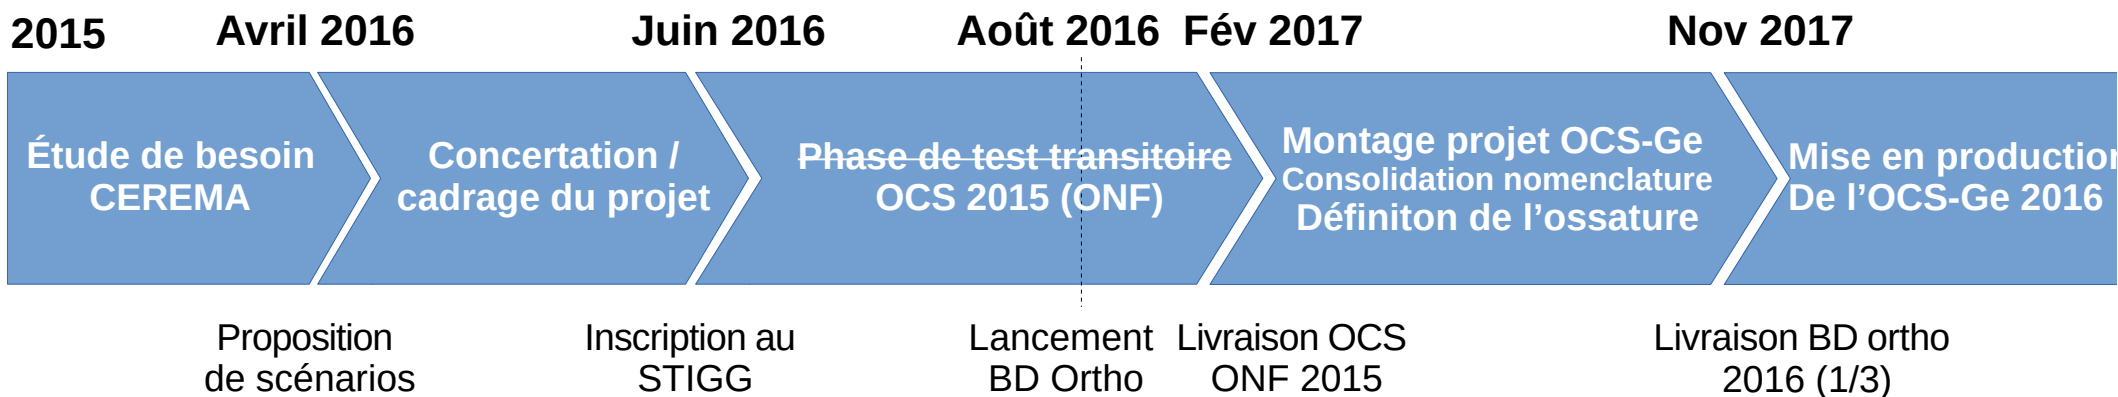 2015
Avril 2016
Juin 2016
Août 2016
Fév 2017
Nov 2017
Étude de besoin
CEREMA
Concertation /
cadrage du projet
Phase de test transitoire
OCS 2015 (ONF)
Montage projet OCS-Ge
Consolidation nomenclature
Définiton de l’ossature
Mise en production
De l’OCS-Ge 2016
Proposition
de scénarios
Inscription au
STIGG
Lancement
BD Ortho
Livraison OCS
ONF 2015
Livraison BD ortho
2016 (1/3)